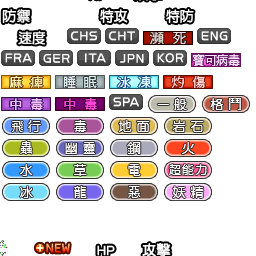 防禦 特攻 特防
速度 CHS CHT 瀕死 ENG
FRA GER ITA JPN KOR 寶可病毒
麻痺 睡眠 冰凍 灼傷
中毒 中毒 SPA 一般 格鬥
飛行 毒 地面 岩石
蟲 幽靈 鋼 火
水 草 電 超能力
冰 龍 惡 妖精
NEW HP 攻擊